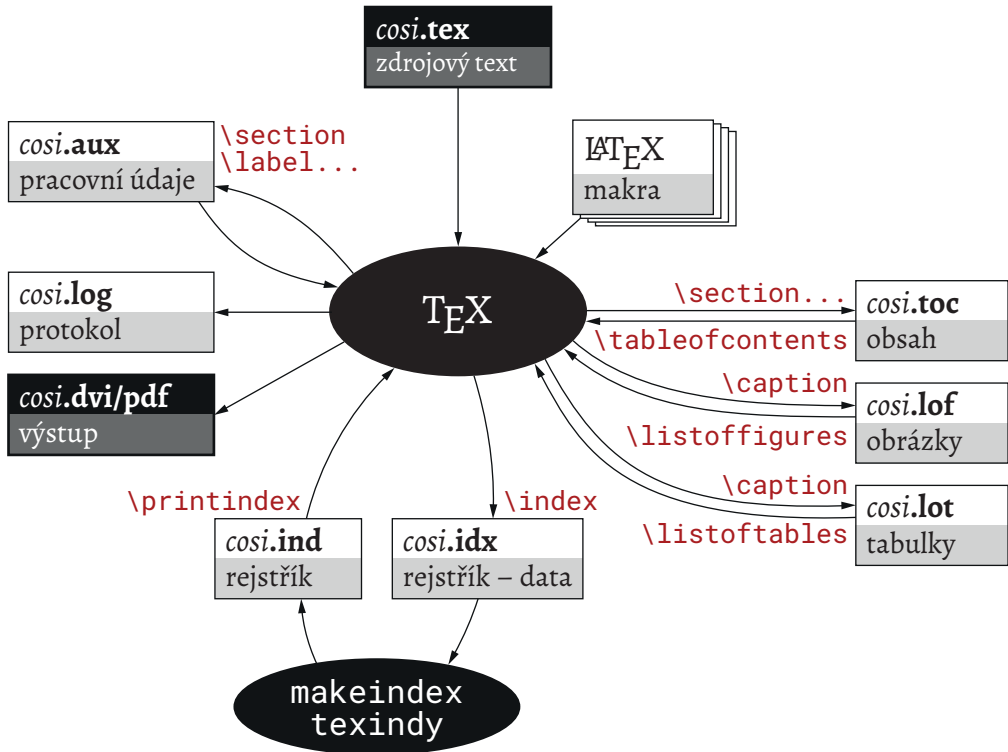 cosi.tex
zdrojový text
cosi.aux
pracovní údaje
\section
\label...
LATEX
makra
cosi.log
protokol
TEX
\section...
\tableofcontents
cosi.toc
obsah
cosi.dvi/pdf
výstup
\caption
\listoffigures
cosi.lof
obrázky
\printindex
\index
\caption
\listoftables
cosi.lot
tabulky
cosi.ind
rejstřík
cosi.idx
rejstřík – data
makeindex
texindy